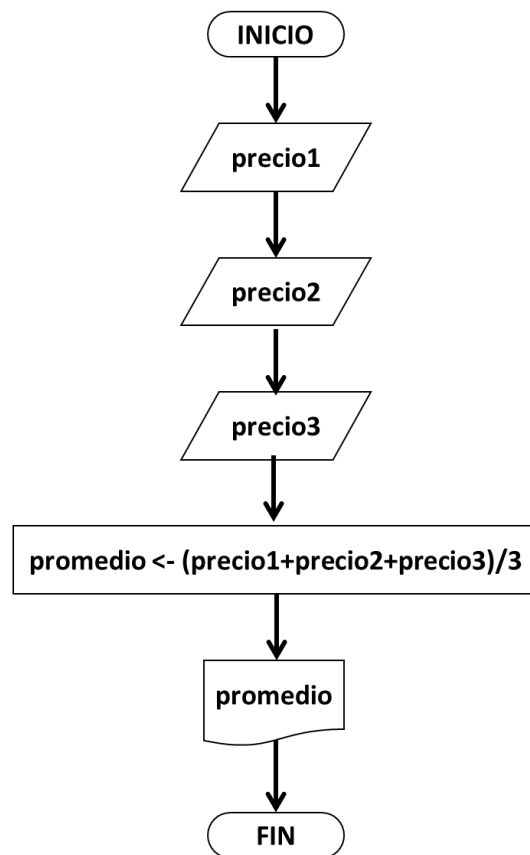 INICIO
precio1
precio2
precio3
promedio <- (precio1+precio2+precio3)/3
promedio
FIN